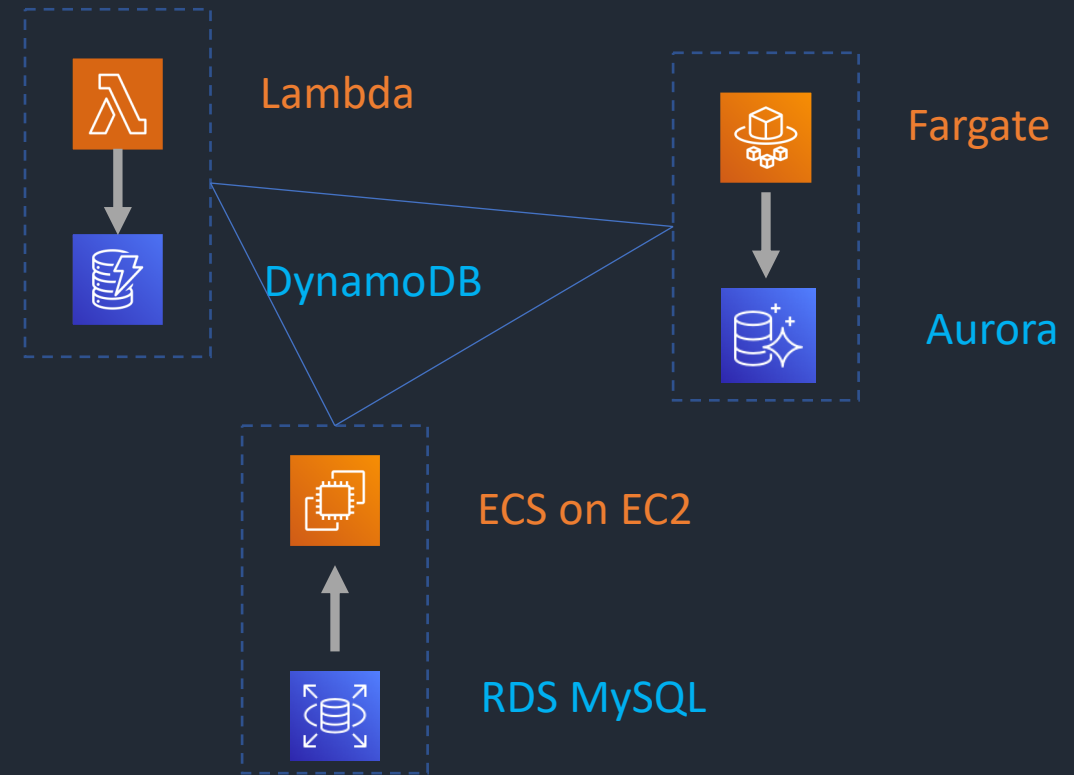 Lambda
DynamoDB
Fargate
Aurora
ECS on EC2
RDS MySQL